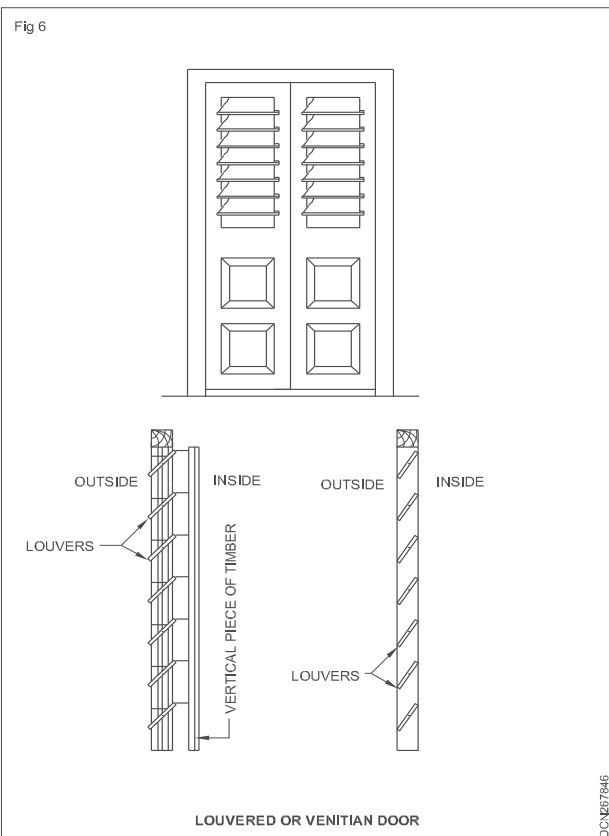 Fig 6
OUTSIDE
INSIDE
LOUVERS
VERTICAL PIECE OF TIMBER
OUTSIDE
INSIDE
LOUVERS
LOUVERED OR VENITIAN DOOR